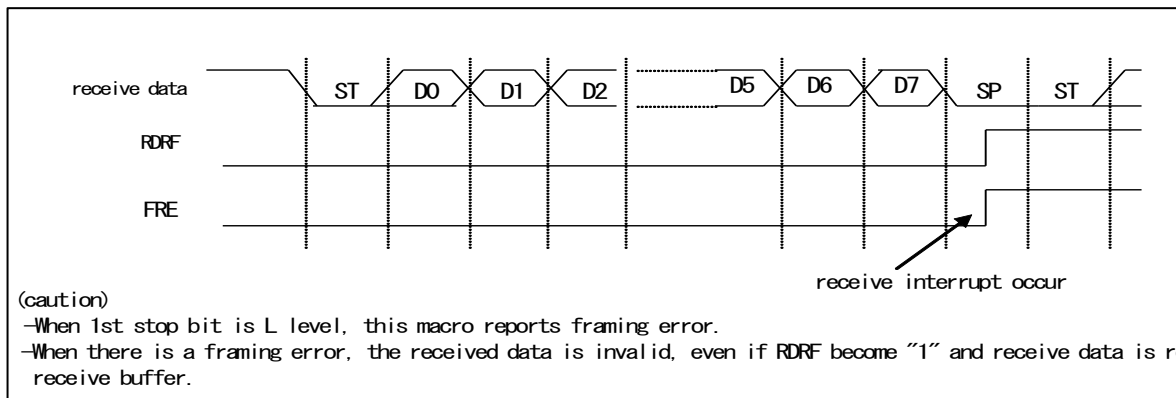 receive data ST D0 D1 D2 D5 D6 D7 SP ST
RDRF
FRE
receive interrupt occur
(caution)
-When 1st stop bit is L level, this macro reports framing error.
-When there is a framing error, the received data is invalid, even if RDRF become "1" and receive data is
receive buffer.